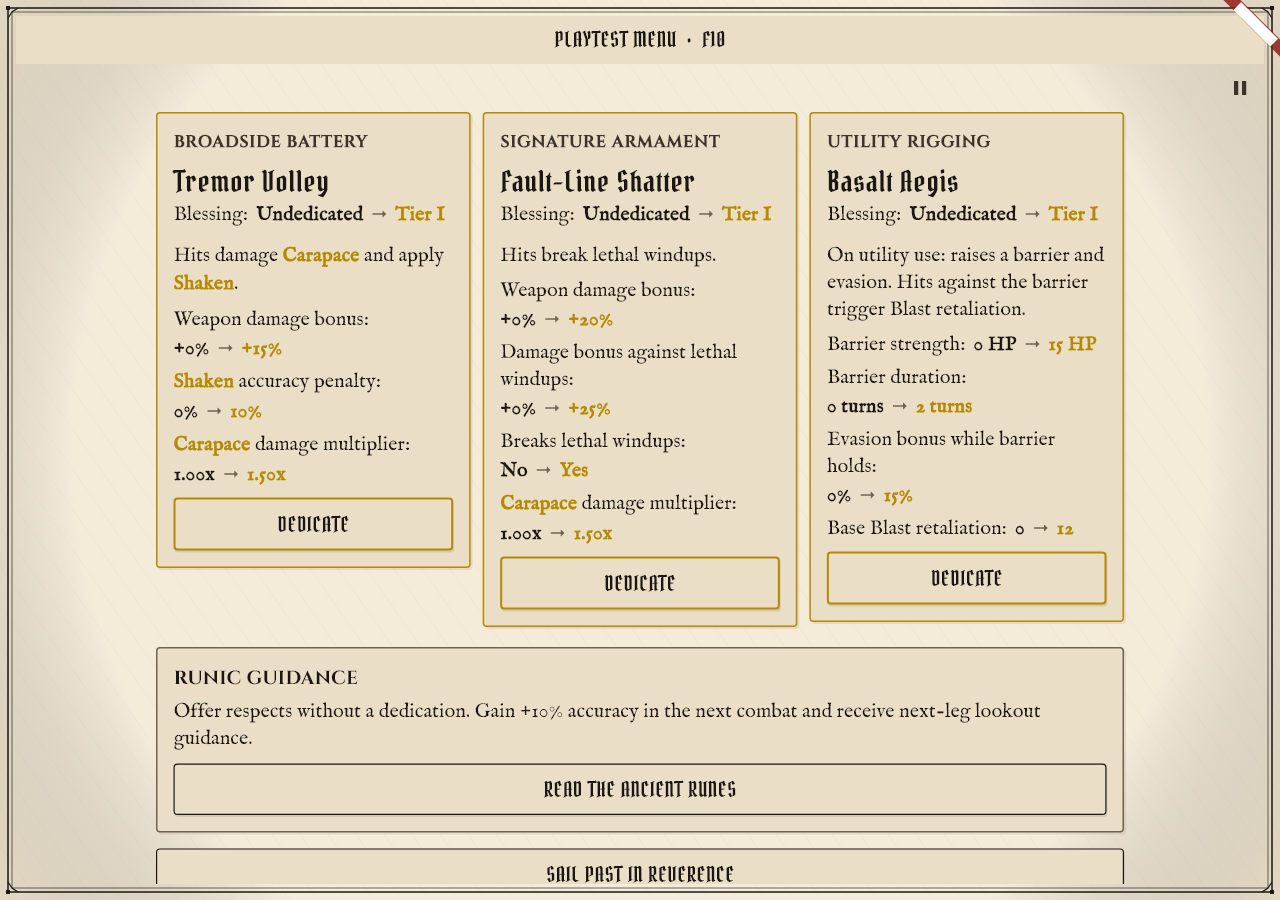 PLAYTEST MENU · F10
BROADSIDE BATTERY
Tremor Volley
Blessing: Undedicated → Tier I
Hits damage Carapace and apply
Shaken.
Weapon damage bonus:
+0% → +15%
Shaken accuracy penalty:
0% → 10%
Carapace damage multiplier:
1.00x → 1.50x
DEDICATE
SIGNATURE ARMAMENT
Fault-Line Shatter
Blessing: Undedicated → Tier I
Hits break lethal windups.
Weapon damage bonus:
+0% → +20%
Damage bonus against lethal
windups:
+0% → +25%
Breaks lethal windups:
No → Yes
Carapace damage multiplier:
1.00x → 1.50x
DEDICATE
UTILITY RIGGING
Basalt Aegis
Blessing: Undedicated → Tier I
On utility use: raises a barrier and
evasion. Hits against the barrier
trigger Blast retaliation.
Barrier strength: 0 HP → 15 HP
Barrier duration:
0 turns → 2 turns
Evasion bonus while barrier
holds:
0% → 15%
Base Blast retaliation: 0 → 12
DEDICATE
RUNIC GUIDANCE
Offer respects without a dedication. Gain +10% accuracy in the next combat and receive next-leg lookout
guidance.
READ THE ANCIENT RUNES
SAIL PAST IN REVERENCE